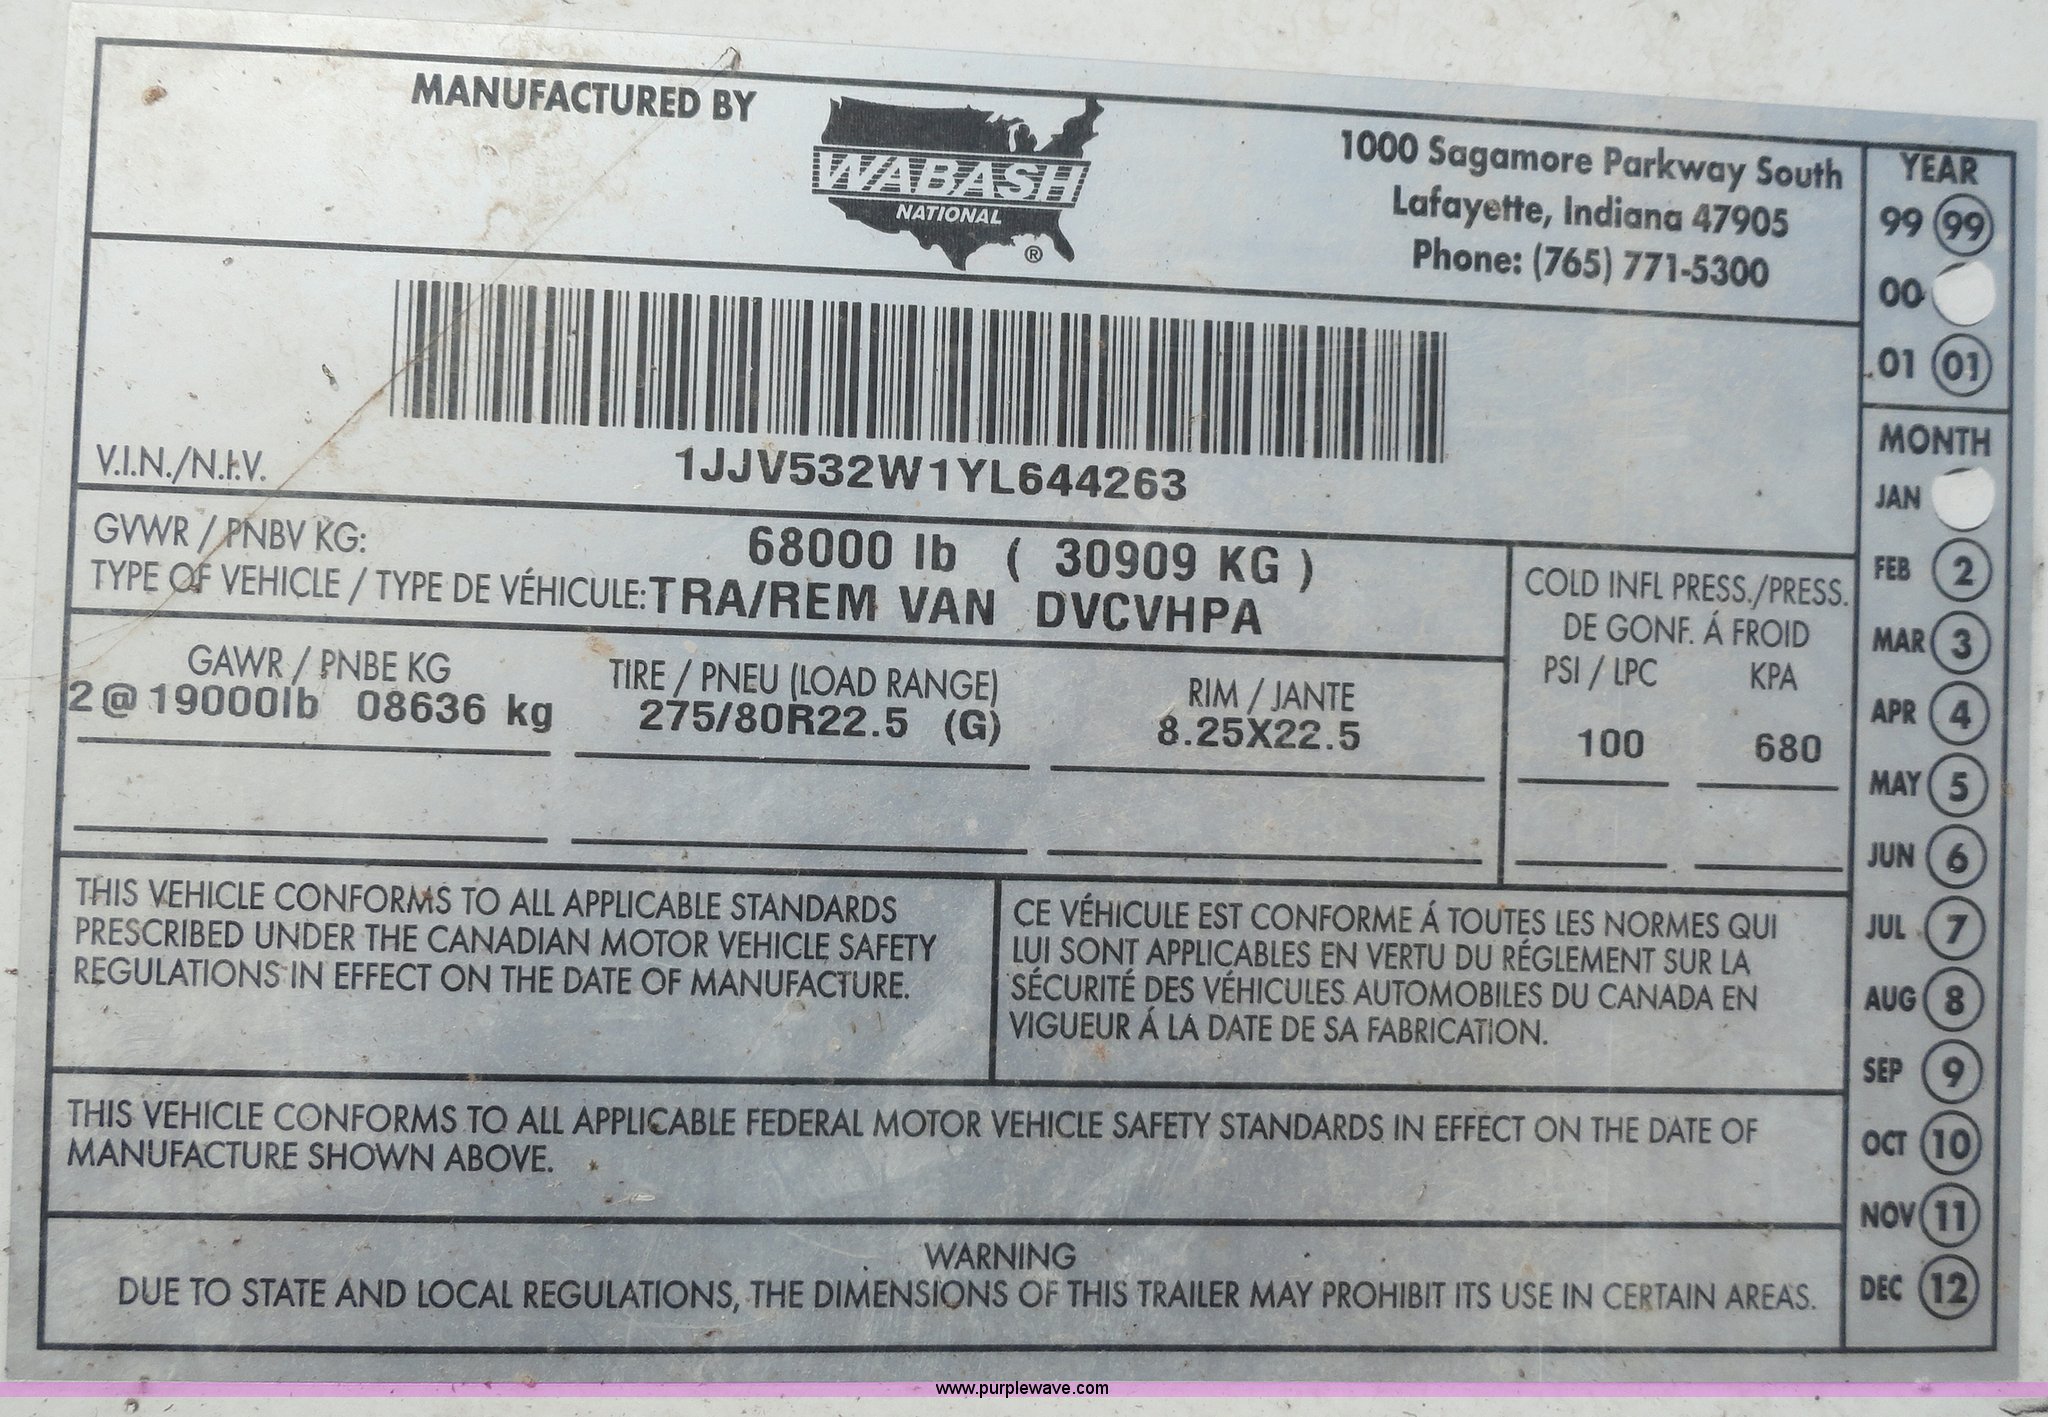 MANUFACTURED BY
WABASH
NATIONAL
®
1000 Sagamore Parkway South
Lafayette, Indiana 47905
Phone: (765) 771-5300
V.I.N./N.I.V.
1JJV532W1YL644263
GVWR / PNBV KG: 68000 lb ( 30909 KG )
TYPE OF VEHICLE / TYPE DE VÉHICULE: TRA/REM VAN DVCVHPA
GAWR / PNBE KG
2 @ 19000lb 08636 kg
TIRE / PNEU (LOAD RANGE)
275/80R22.5 (G)
RIM / JANTE
8.25X22.5
COLD INFL PRESS./PRESS.
DE GONF. Á FROID
PSI / LPC KPA
100 680
THIS VEHICLE CONFORMS TO ALL APPLICABLE STANDARDS
PRESCRIBED UNDER THE CANADIAN MOTOR VEHICLE SAFETY
REGULATIONS IN EFFECT ON THE DATE OF MANUFACTURE.
CE VÉHICULE EST CONFORME Á TOUTES LES NORMES QUI
LUI SONT APPLICABLES EN VERTU DU RÉGLEMENT SUR LA
SÉCURITÉ DES VÉHICULES AUTOMOBILES DU CANADA EN
VIGUEUR Á LA DATE DE SA FABRICATION.
THIS VEHICLE CONFORMS TO ALL APPLICABLE FEDERAL MOTOR VEHICLE SAFETY STANDARDS IN EFFECT ON THE DATE OF
MANUFACTURE SHOWN ABOVE.
WARNING
DUE TO STATE AND LOCAL REGULATIONS, THE DIMENSIONS OF THIS TRAILER MAY PROHIBIT ITS USE IN CERTAIN AREAS.
YEAR
99 99
00
01 01
MONTH
JAN
FEB 2
MAR 3
APR 4
MAY 5
JUN 6
JUL 7
AUG 8
SEP 9
OCT 10
NOV 11
DEC 12
www.purplewave.com